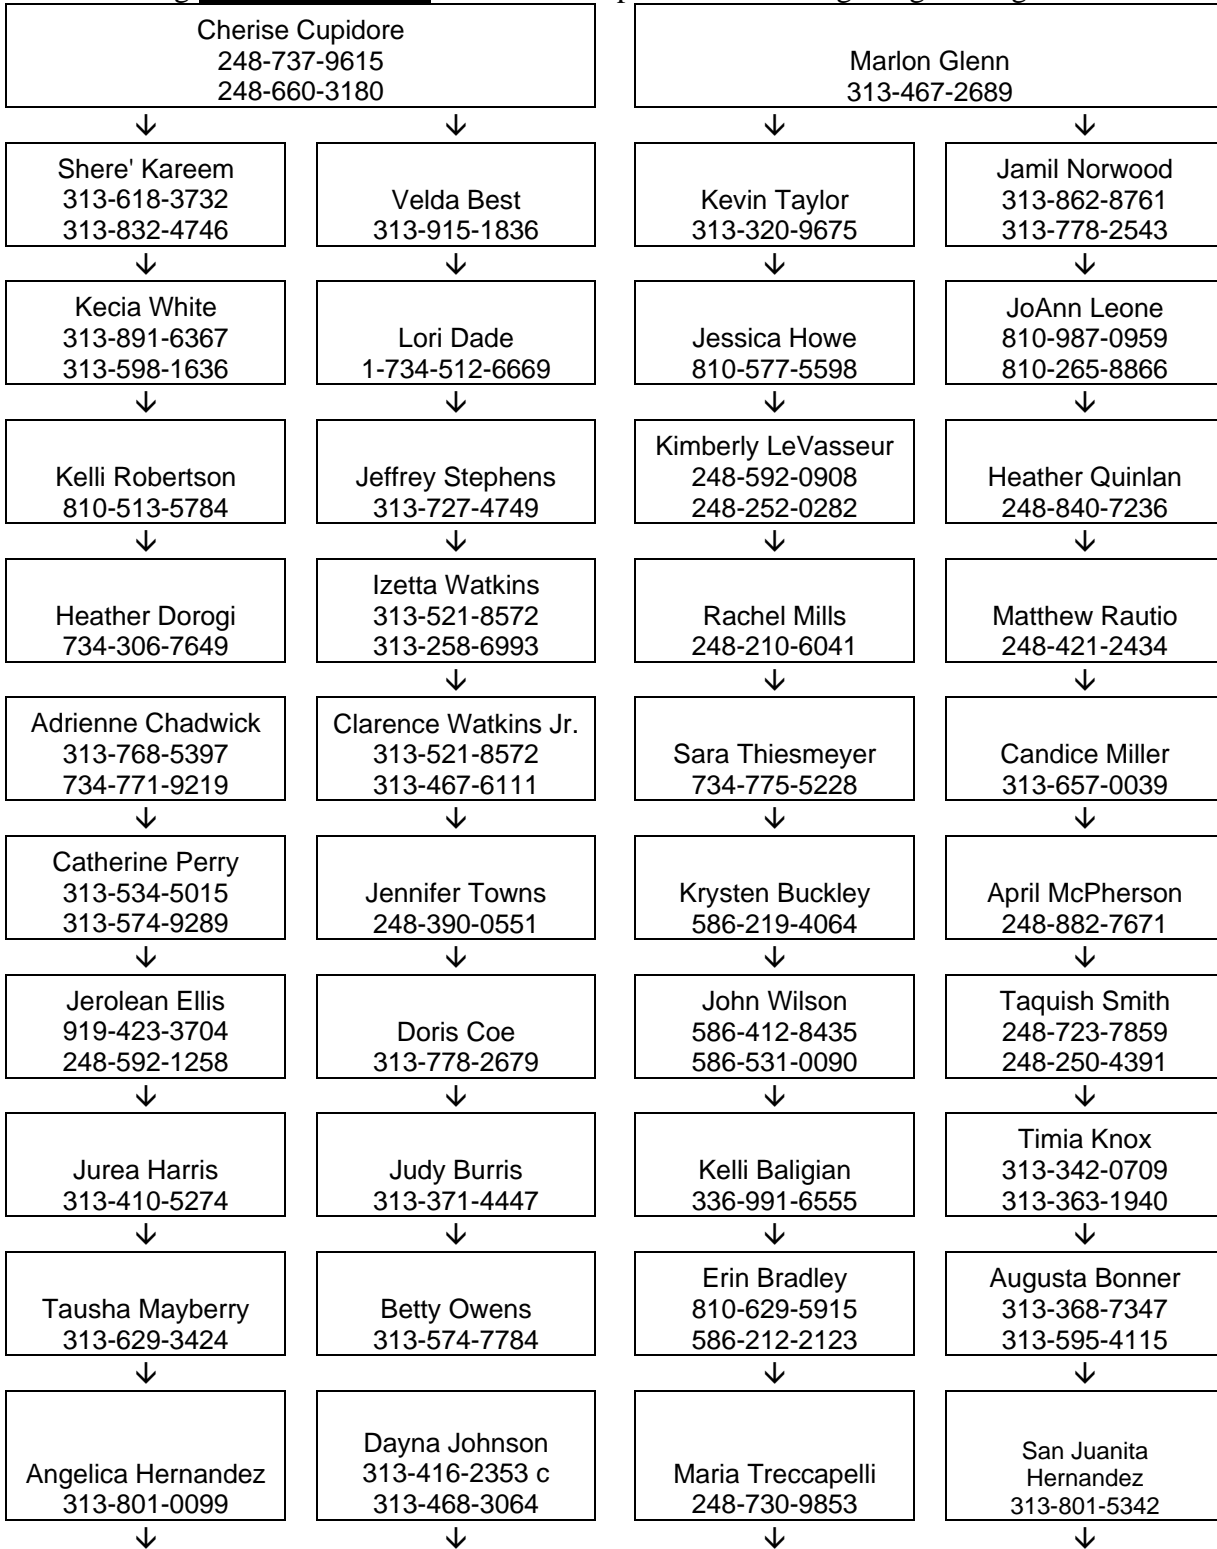 Cherise Cupidore
248-737-9615
248-660-3180
Marlon Glenn
313-467-2689
Shere' Kareem
313-618-3732
313-832-4746
Velda Best
313-915-1836
Kevin Taylor
313-320-9675
Jamil Norwood
313-862-8761
313-778-2543
Kecia White
313-891-6367
313-598-1636
Lori Dade
1-734-512-6669
Jessica Howe
810-577-5598
JoAnn Leone
810-987-0959
810-265-8866
Kelli Robertson
810-513-5784
Jeffrey Stephens
313-727-4749
Kimberly LeVasseur
248-592-0908
248-252-0282
Heather Quinlan
248-840-7236
Heather Dorogi
734-306-7649
Izetta Watkins
313-521-8572
313-258-6993
Rachel Mills
248-210-6041
Matthew Rautio
248-421-2434
Adrienne Chadwick
313-768-5397
734-771-9219
Clarence Watkins Jr.
313-521-8572
313-467-6111
Sara Thiesmeyer
734-775-5228
Candice Miller
313-657-0039
Catherine Perry
313-534-5015
313-574-9289
Jennifer Towns
248-390-0551
Krysten Buckley
586-219-4064
April McPherson
248-882-7671
Jerolean Ellis
919-423-3704
248-592-1258
Doris Coe
313-778-2679
John Wilson
586-412-8435
586-531-0090
Taquish Smith
248-723-7859
248-250-4391
Jurea Harris
313-410-5274
Judy Burris
313-371-4447
Kelli Baligian
336-991-6555
Timia Knox
313-342-0709
313-363-1940
Tausha Mayberry
313-629-3424
Betty Owens
313-574-7784
Erin Bradley
810-629-5915
586-212-2123
Augusta Bonner
313-368-7347
313-595-4115
Angelica Hernandez
313-801-0099
Dayna Johnson
313-416-2353 c
313-468-3064
Maria Treccapelli
248-730-9853
San Juanita
Hernandez
313-801-5342